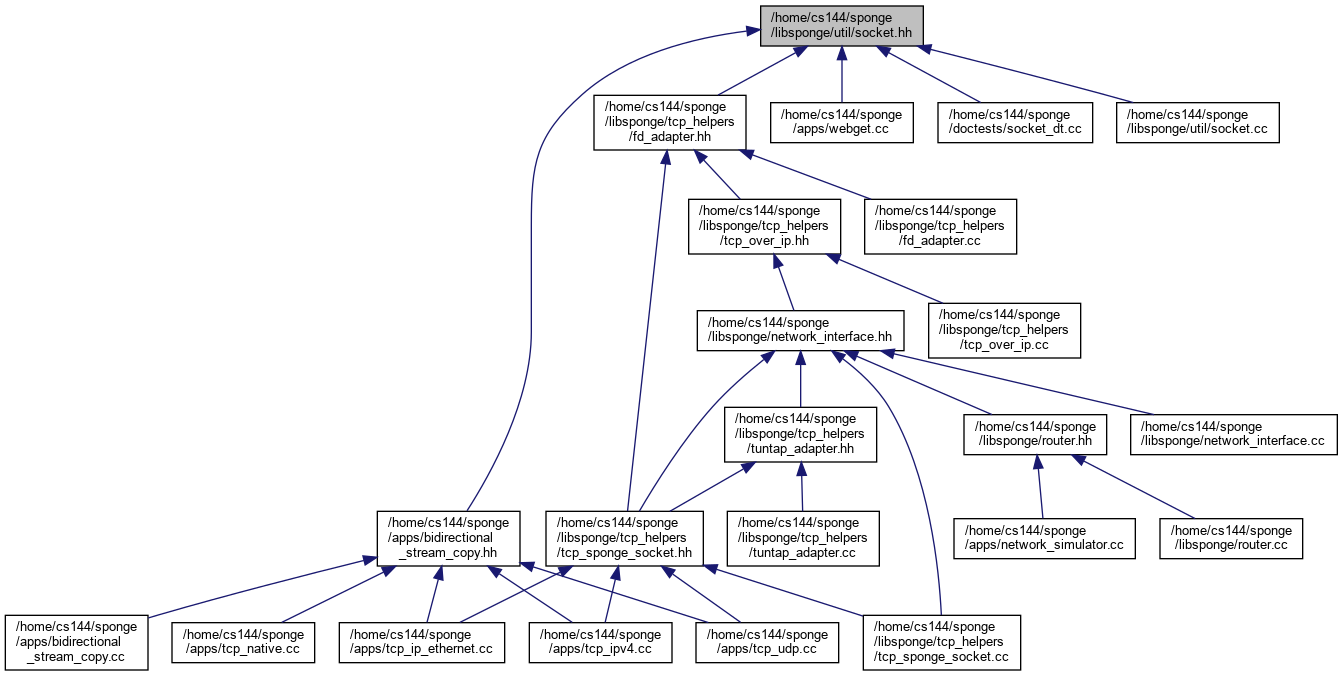 /home/cs144/sponge
/libsponge/util/socket.hh
/home/cs144/sponge
/libsponge/tcp_helpers
/fd_adapter.hh
/home/cs144/sponge
/apps/webget.cc
/home/cs144/sponge
/doctests/socket_dt.cc
/home/cs144/sponge
/libsponge/util/socket.cc
/home/cs144/sponge
/libsponge/tcp_helpers
/tcp_over_ip.hh
/home/cs144/sponge
/libsponge/tcp_helpers
/fd_adapter.cc
/home/cs144/sponge
/libsponge/network_interface.hh
/home/cs144/sponge
/libsponge/tcp_helpers
/tcp_over_ip.cc
/home/cs144/sponge
/libsponge/tcp_helpers
/tuntap_adapter.hh
/home/cs144/sponge
/libsponge/router.hh
/home/cs144/sponge
/libsponge/network_interface.cc
/home/cs144/sponge
/apps/bidirectional
_stream_copy.hh
/home/cs144/sponge
/libsponge/tcp_helpers
/tcp_sponge_socket.hh
/home/cs144/sponge
/libsponge/tcp_helpers
/tuntap_adapter.cc
/home/cs144/sponge
/apps/network_simulator.cc
/home/cs144/sponge
/libsponge/router.cc
/home/cs144/sponge
/apps/bidirectional
_stream_copy.cc
/home/cs144/sponge
/apps/tcp_native.cc
/home/cs144/sponge
/apps/tcp_ip_ethernet.cc
/home/cs144/sponge
/apps/tcp_ipv4.cc
/home/cs144/sponge
/apps/tcp_udp.cc
/home/cs144/sponge
/libsponge/tcp_helpers
/tcp_sponge_socket.cc